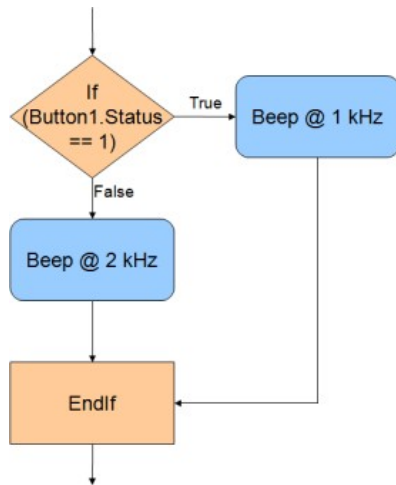 If
(Button1.Status
== 1)
True
Beep @ 1 kHz
False
Beep @ 2 kHz
EndIf